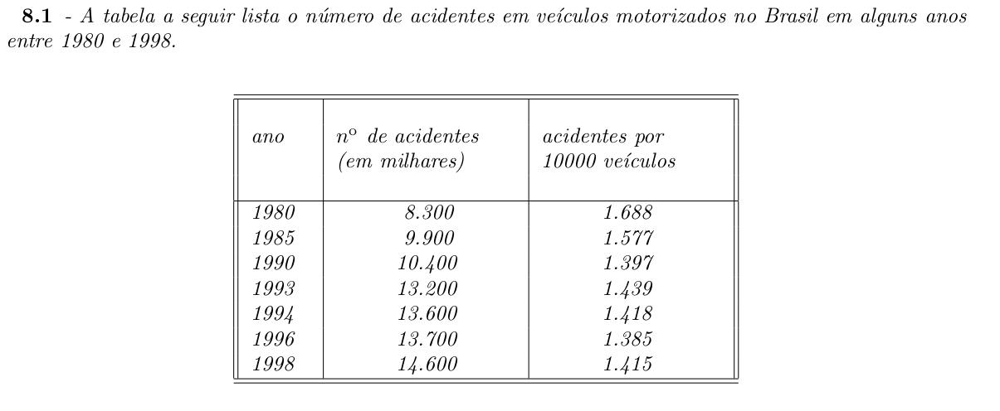 8.1 - A tabela a seguir lista o número de acidentes em veículos motorizados no Brasil em alguns anos
entre 1980 e 1998.
ano nº de acidentes acidentes por
(em milhares) 10000 veículos
1980 8.300 1.688
1985 9.900 1.577
1990 10.400 1.397
1993 13.200 1.439
1994 13.600 1.418
1996 13.700 1.385
1998 14.600 1.415